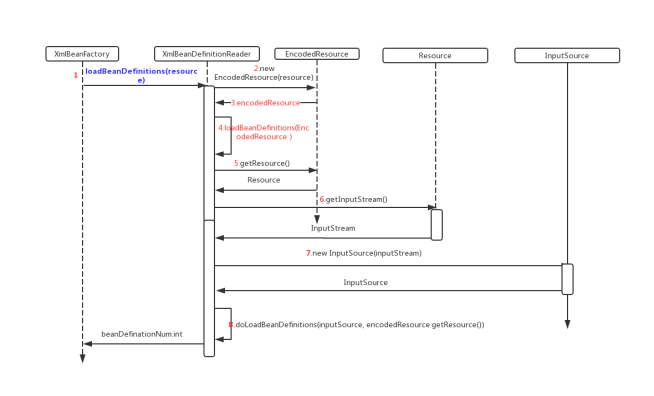 XmlBeanFactory
XmlBeanDefinitionReader
EncodedResource
Resource
InputSource
1
loadBeanDefinitions(resourc
e)
2.new
EncodedResource(resource)
3.encodedResource
4.loadBeanDefinitions(Enc
odedResource )
5.getResource()
Resource
6.getInputStream()
InputStream
7.new InputSource(inputStream)
InputSource
8.doLoadBeanDefinitions(inputSource, encodedResource.getResource())
beanDefinationNum:int